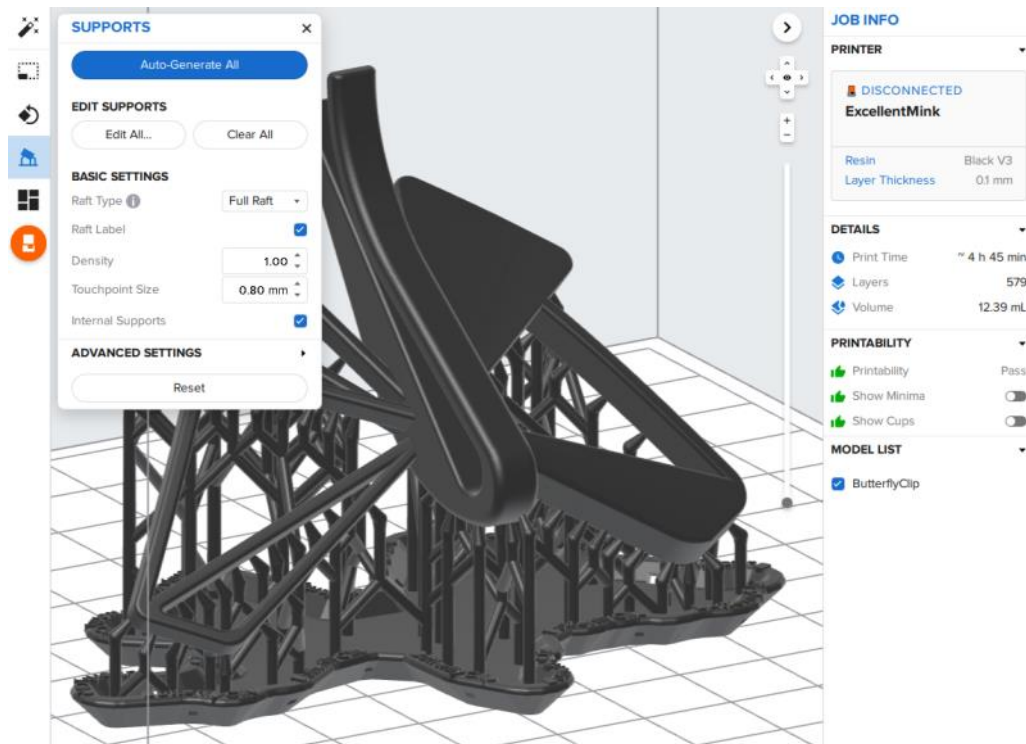 SUPPORTS
Auto-Generate All
EDIT SUPPORTS
Edit All...
Clear All
BASIC SETTINGS
Raft Type
Full Raft
Raft Label
Density
1.00
Touchpoint Size
0.80 mm
Internal Supports
ADVANCED SETTINGS
Reset
JOB INFO
PRINTER
DISCONNECTED
ExcellentMink
Resin
Black V3
Layer Thickness
0.1 mm
DETAILS
Print Time
~ 4 h 45 min
Layers
579
Volume
12.39 mL
PRINTABILITY
Printability
Pass
Show Minima
Show Cups
MODEL LIST
ButterflyClip